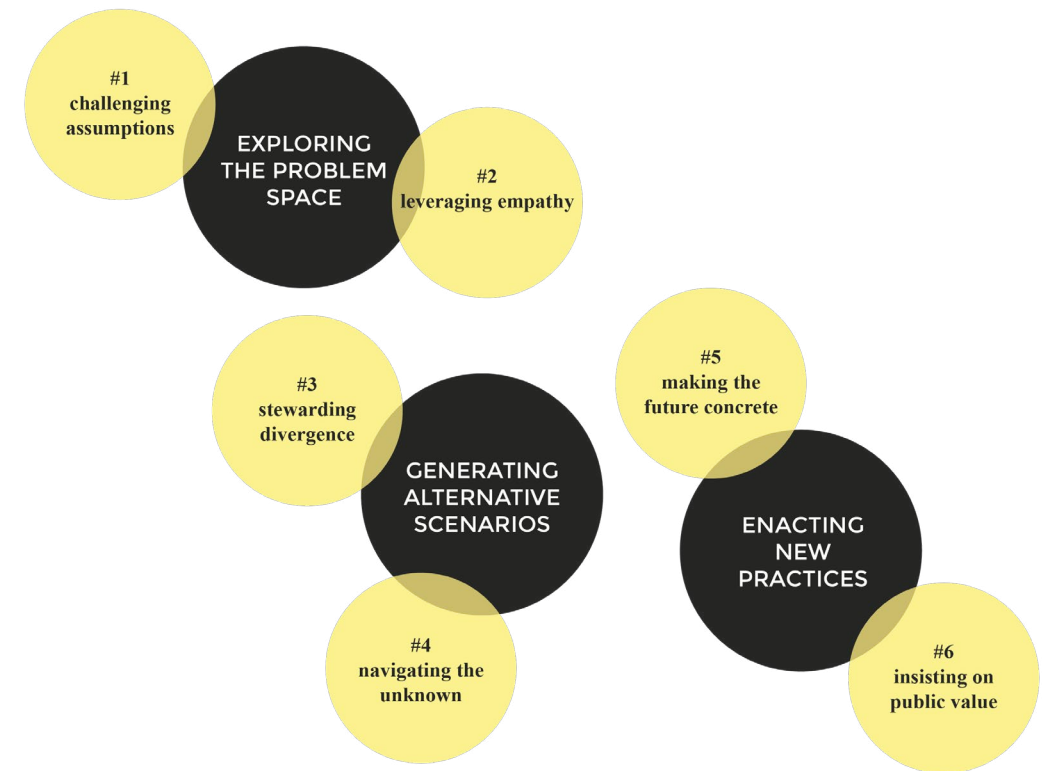 #1
challenging
assumptions
EXPLORING
THE PROBLEM
SPACE
#2
leveraging empathy
#3
stewarding
divergence
GENERATING
ALTERNATIVE
SCENARIOS
#4
navigating the
unknown
#5
making the
future concrete
ENACTING
NEW
PRACTICES
#6
insisting on
public value